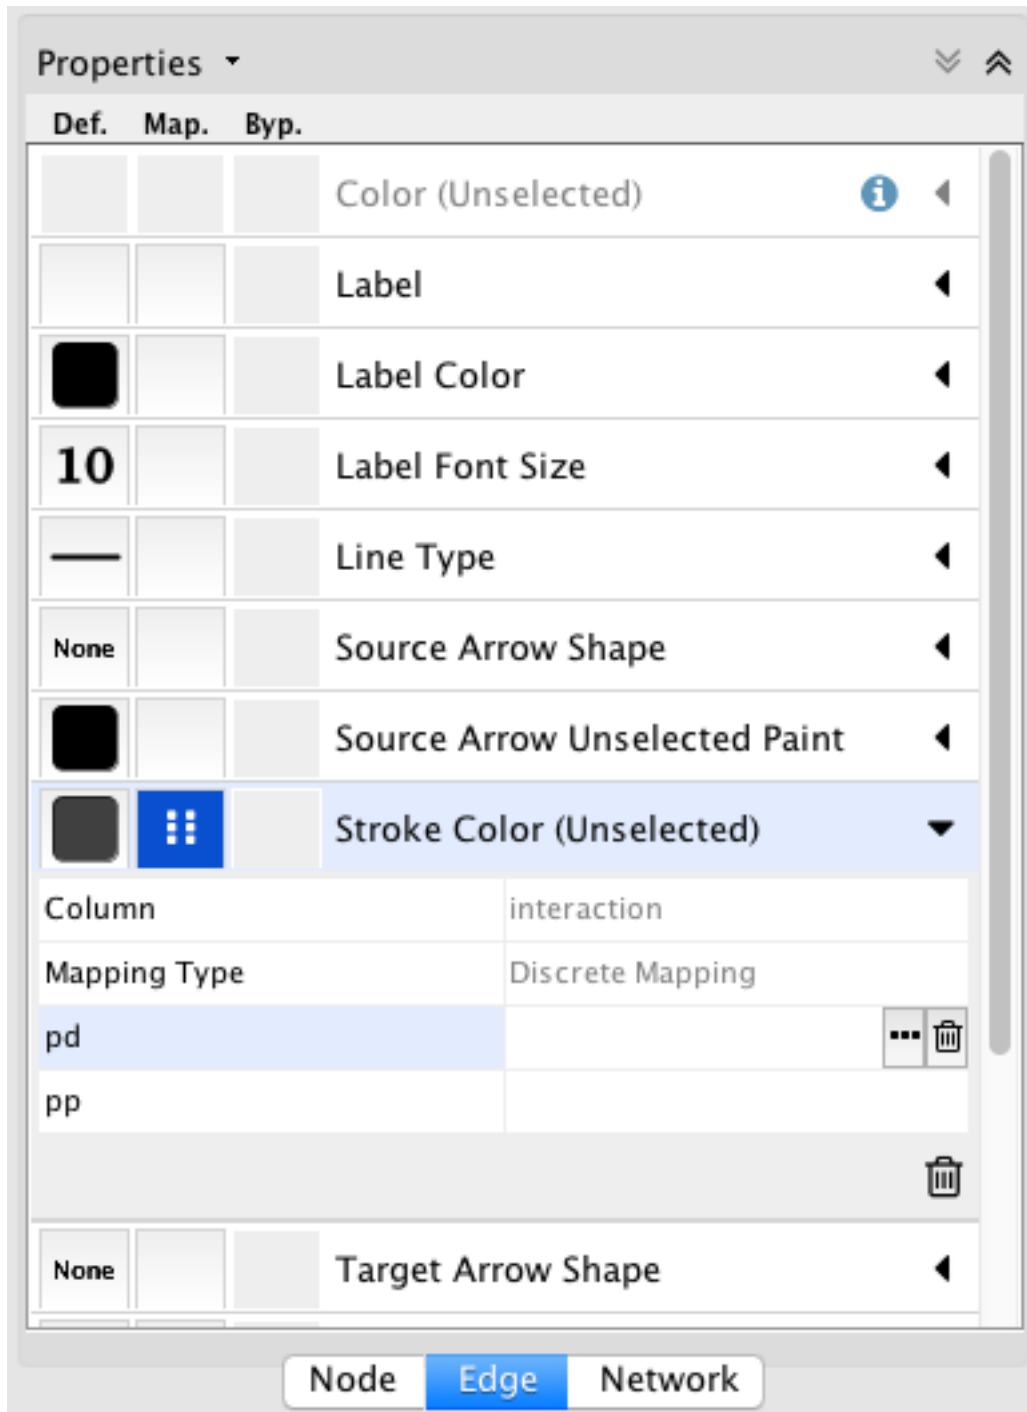 Properties
Def. Map. Byp.
Color (Unselected)
Label
Label Color
10 Label Font Size
Line Type
None Source Arrow Shape
Source Arrow Unselected Paint
Stroke Color (Unselected)
Column interaction
Mapping Type Discrete Mapping
pd
pp
None Target Arrow Shape
Node Edge Network